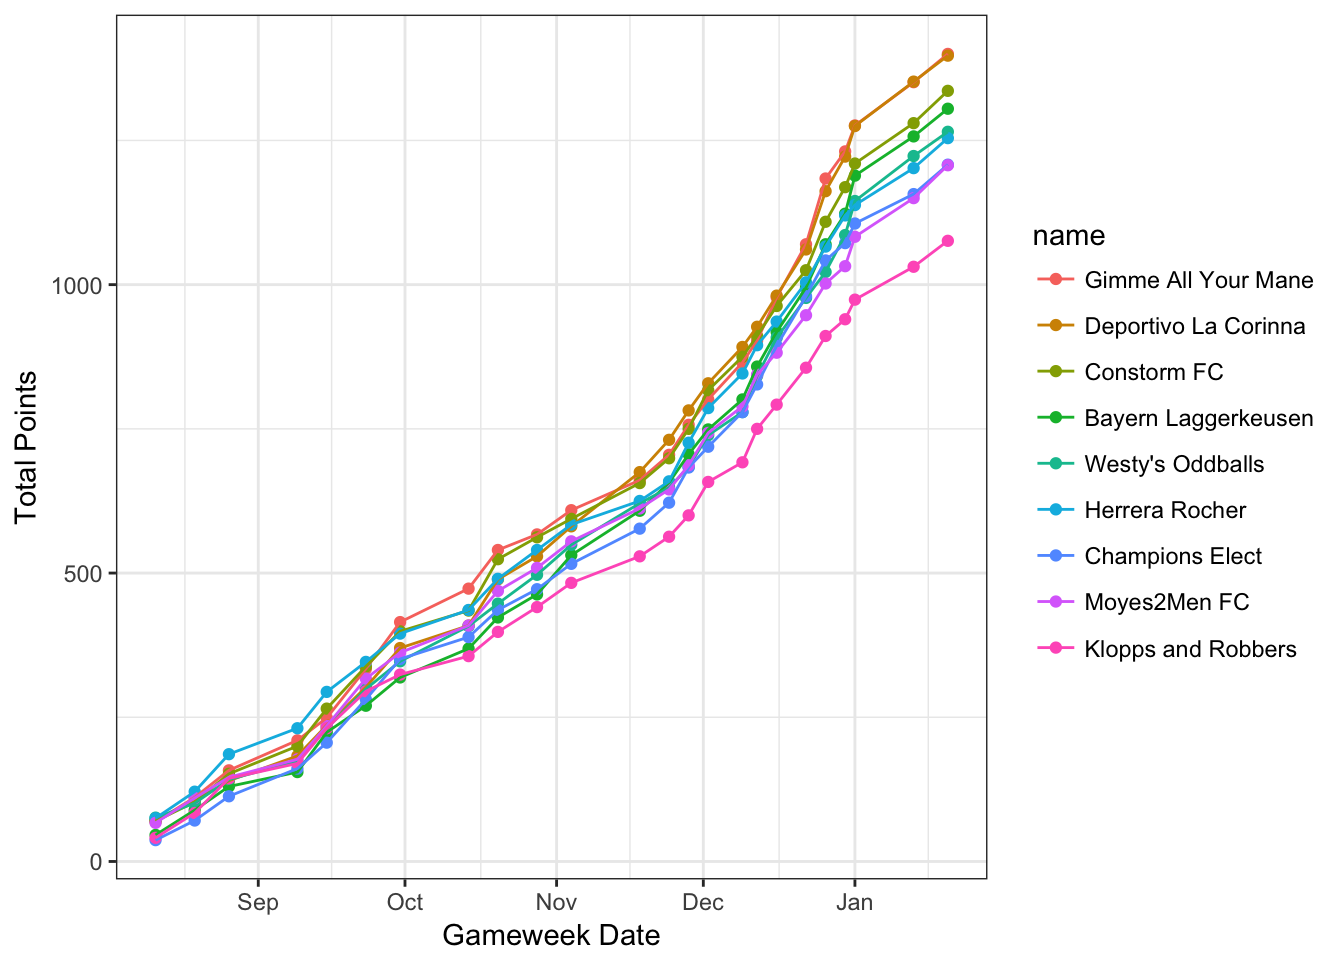 Total Points
1000
500
0
Sep Oct Nov Dec Jan
Gameweek Date
name
Gimme All Your Mane
Deportivo La Corinna
Constorm FC
Bayern Laggerkeusen
Westy's Oddballs
Herrera Rocher
Champions Elect
Moyes2Men FC
Klopps and Robbers